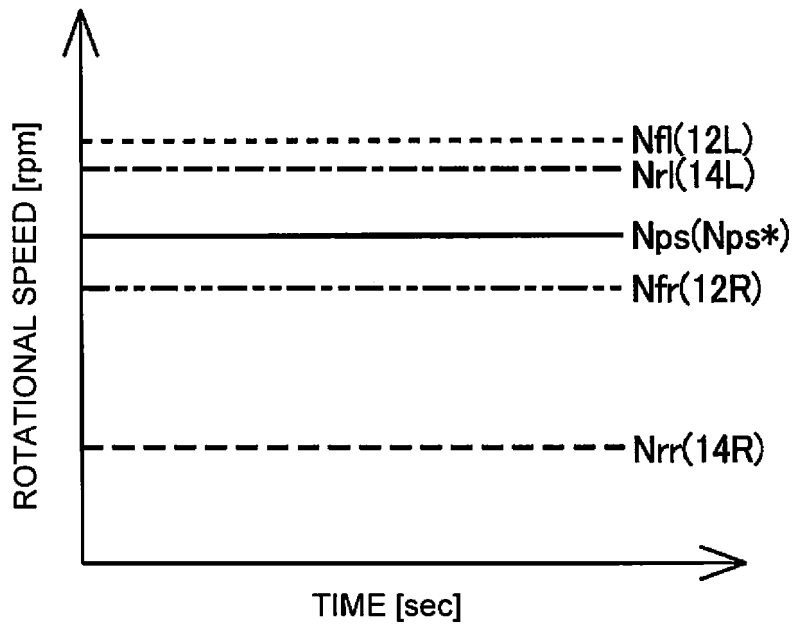 ROTATIONAL SPEED [rpm]
Nfl(12L)
Nrl(14L)
Nps(Nps*)
Nfr(12R)
Nrr(14R)
TIME [sec]